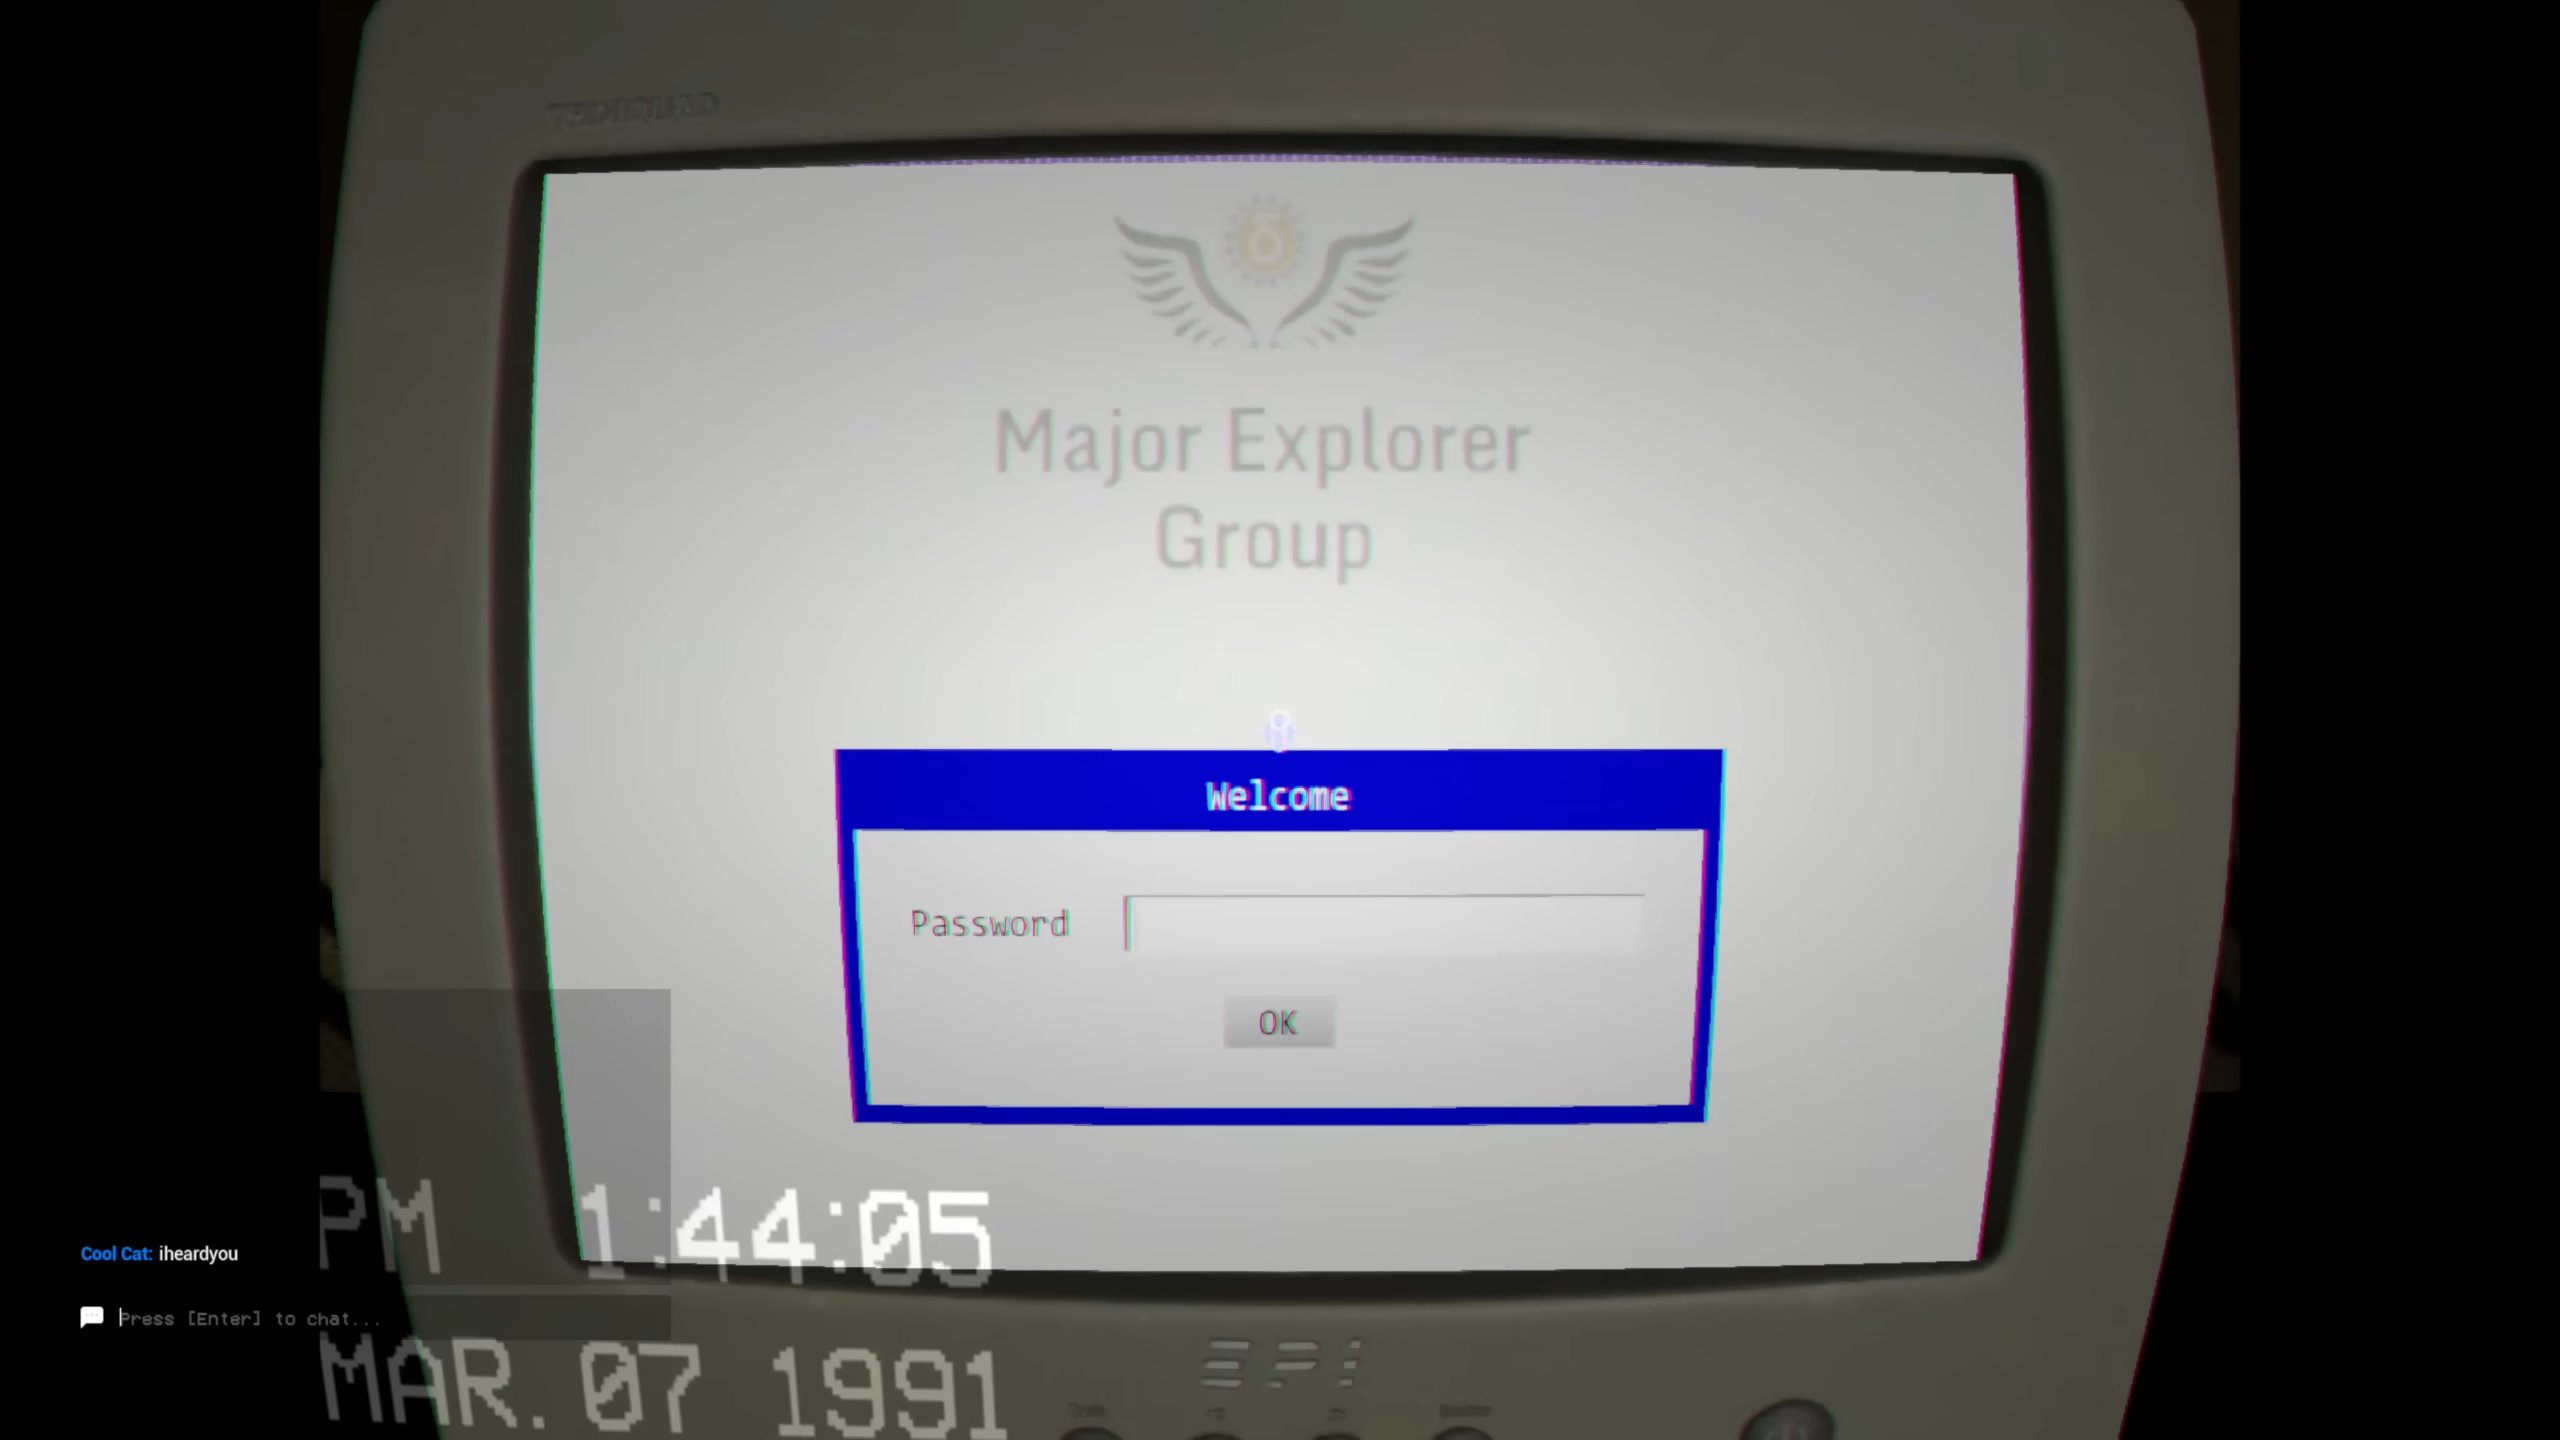 Major Explorer
Group
Welcome
Password
OK
PM 1:44:05
Cool Cat: iheardyou
Press [Enter] to chat...
MAR. 07 1991